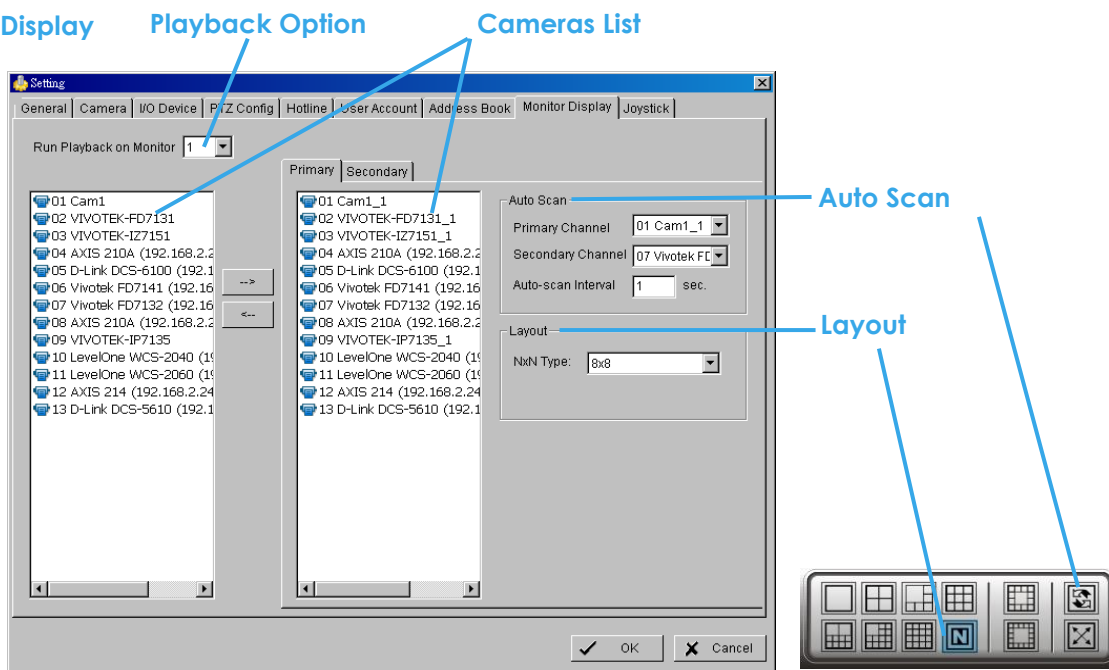 Display
Playback Option
Cameras List
Setting
General
Camera
I/O Device
PTZ Config
Hotline
User Account
Address Book
Monitor Display
Joystick
Run Playback on Monitor 1
Primary
Secondary
01 Cam1
02 VIVOTEK-FD7131
03 VIVOTEK-IZ7151
04 AXIS 210A (192.168.2.2
05 D-Link DCS-6100 (192.1
06 Vivotek FD7141 (192.16
07 Vivotek FD7132 (192.16
08 AXIS 210A (192.168.2.2
09 VIVOTEK-IP7135
10 LevelOne WCS-2040 (19
11 LevelOne WCS-2060 (19
12 AXIS 214 (192.168.2.24
13 D-Link DCS-5610 (192.1
-->
<--
01 Cam1_1
02 VIVOTEK-FD7131_1
03 VIVOTEK-IZ7151_1
04 AXIS 210A (192.168.2.2
05 D-Link DCS-6100 (192.1
06 Vivotek FD7141 (192.16
07 Vivotek FD7132 (192.16
08 AXIS 210A (192.168.2.2
09 VIVOTEK-IP7135_1
10 LevelOne WCS-2040 (19
11 LevelOne WCS-2060 (19
12 AXIS 214 (192.168.2.24
13 D-Link DCS-5610 (192.1
Auto Scan
Primary Channel 01 Cam1_1
Secondary Channel 07 Vivotek FD
Auto-scan Interval 1 sec.
Layout
NxN Type: 8x8
OK
Cancel
Auto Scan
Layout
N